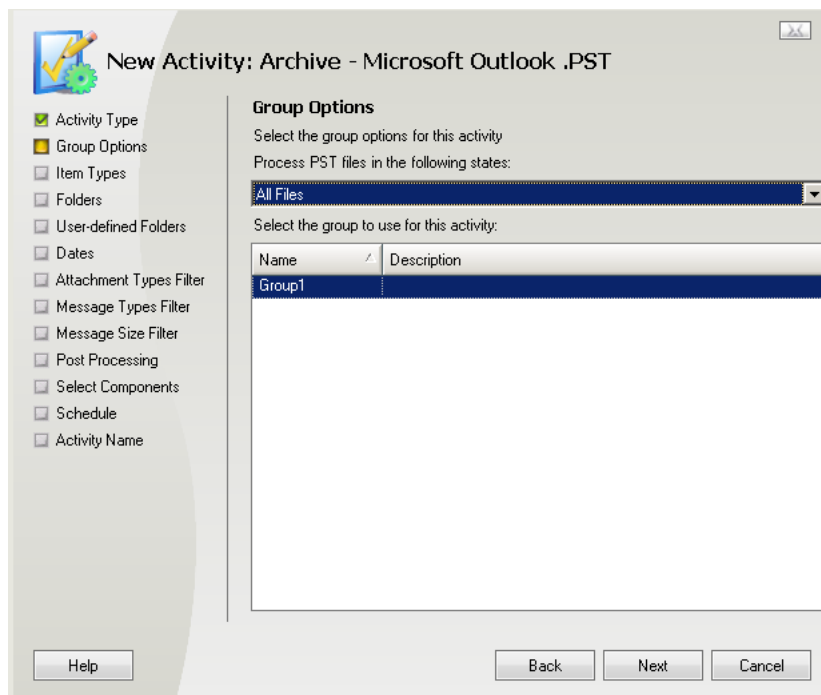 New Activity: Archive - Microsoft Outlook .PST
Activity Type
Group Options
Item Types
Folders
User-defined Folders
Dates
Attachment Types Filter
Message Types Filter
Message Size Filter
Post Processing
Select Components
Schedule
Activity Name
Group Options
Select the group options for this activity
Process PST files in the following states:
All Files
Select the group to use for this activity:
Name Description
Group1
Help Back Next Cancel